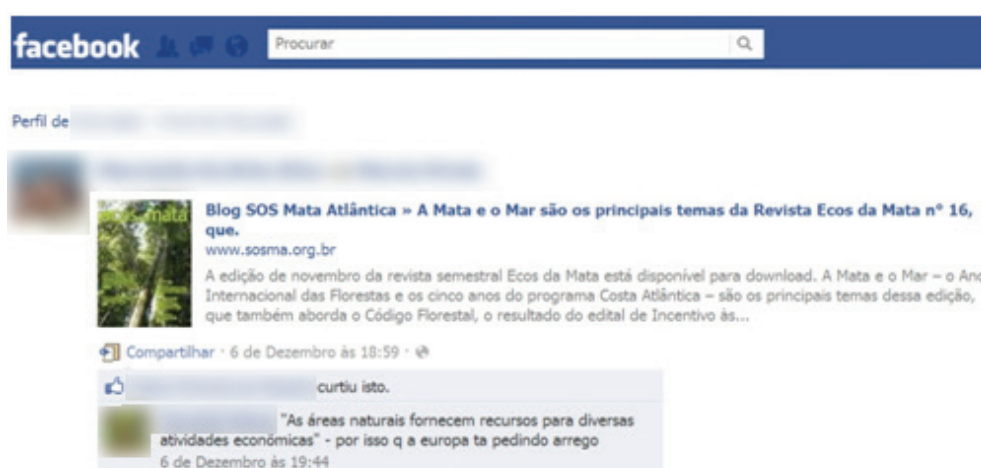 facebook
Procurar
Perfil de
ecos mata
Blog SOS Mata Atlântica » A Mata e o Mar são os principais temas da Revista Ecos da Mata nº 16,
que.
www.sosma.org.br
A edição de novembro da revista semestral Ecos da Mata está disponível para download. A Mata e o Mar – o Ano
Internacional das Florestas e os cinco anos do programa Costa Atlântica – são os principais temas dessa edição,
que também aborda o Código Florestal, o resultado do edital de Incentivo às...
Compartilhar · 6 de Dezembro às 18:59 ·
curtiu isto.
"As áreas naturais fornecem recursos para diversas
atividades econômicas" - por isso q a europa ta pedindo arrego
6 de Dezembro às 19:44